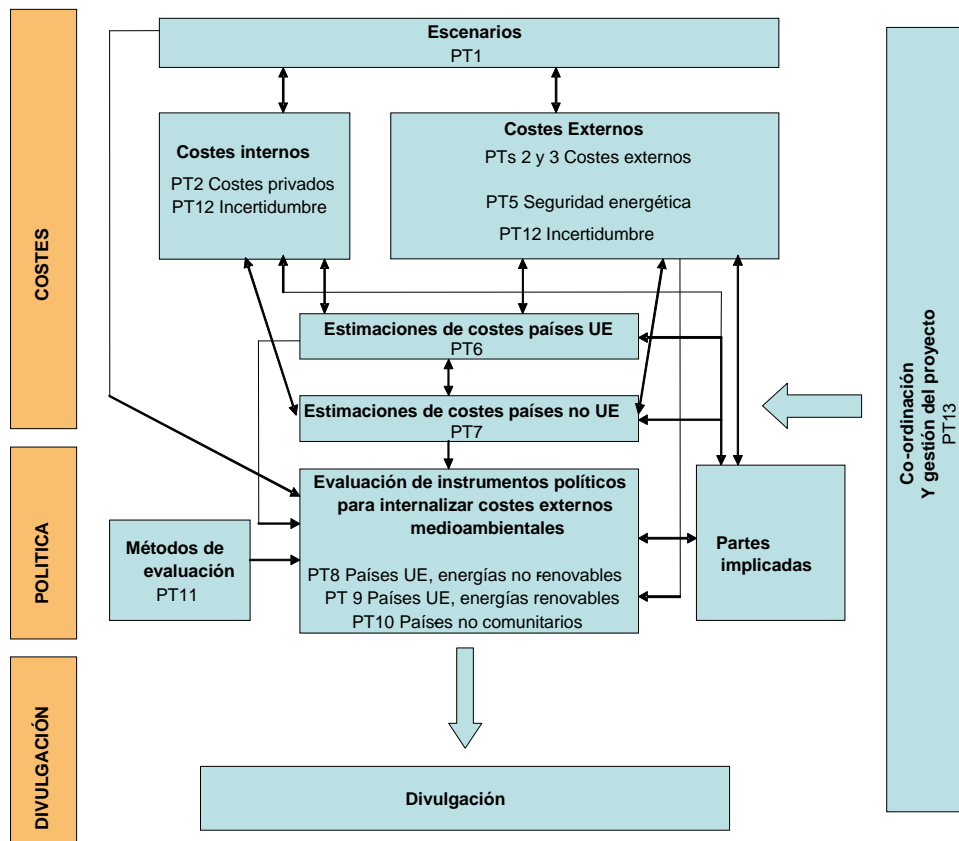 COSTES
POLITICA
DIVULGACIÓN
Escenarios
PT1
Costes internos
PT2 Costes privados
PT12 Incertidumbre
Costes Externos
PTs 2 y 3 Costes externos
PT5 Seguridad energética
PT12 Incertidumbre
Estimaciones de costes países UE
PT6
Estimaciones de costes países no UE
PT7
Evaluación de instrumentos políticos
para internalizar costes externos
medioambientales
PT8 Países UE, energías no renovables
PT 9 Países UE, energías renovables
PT10 Países no comunitarios
Métodos de
evaluación
PT11
Partes
implicadas
Co-ordinación
Y gestión del proyecto
PT13
Divulgación